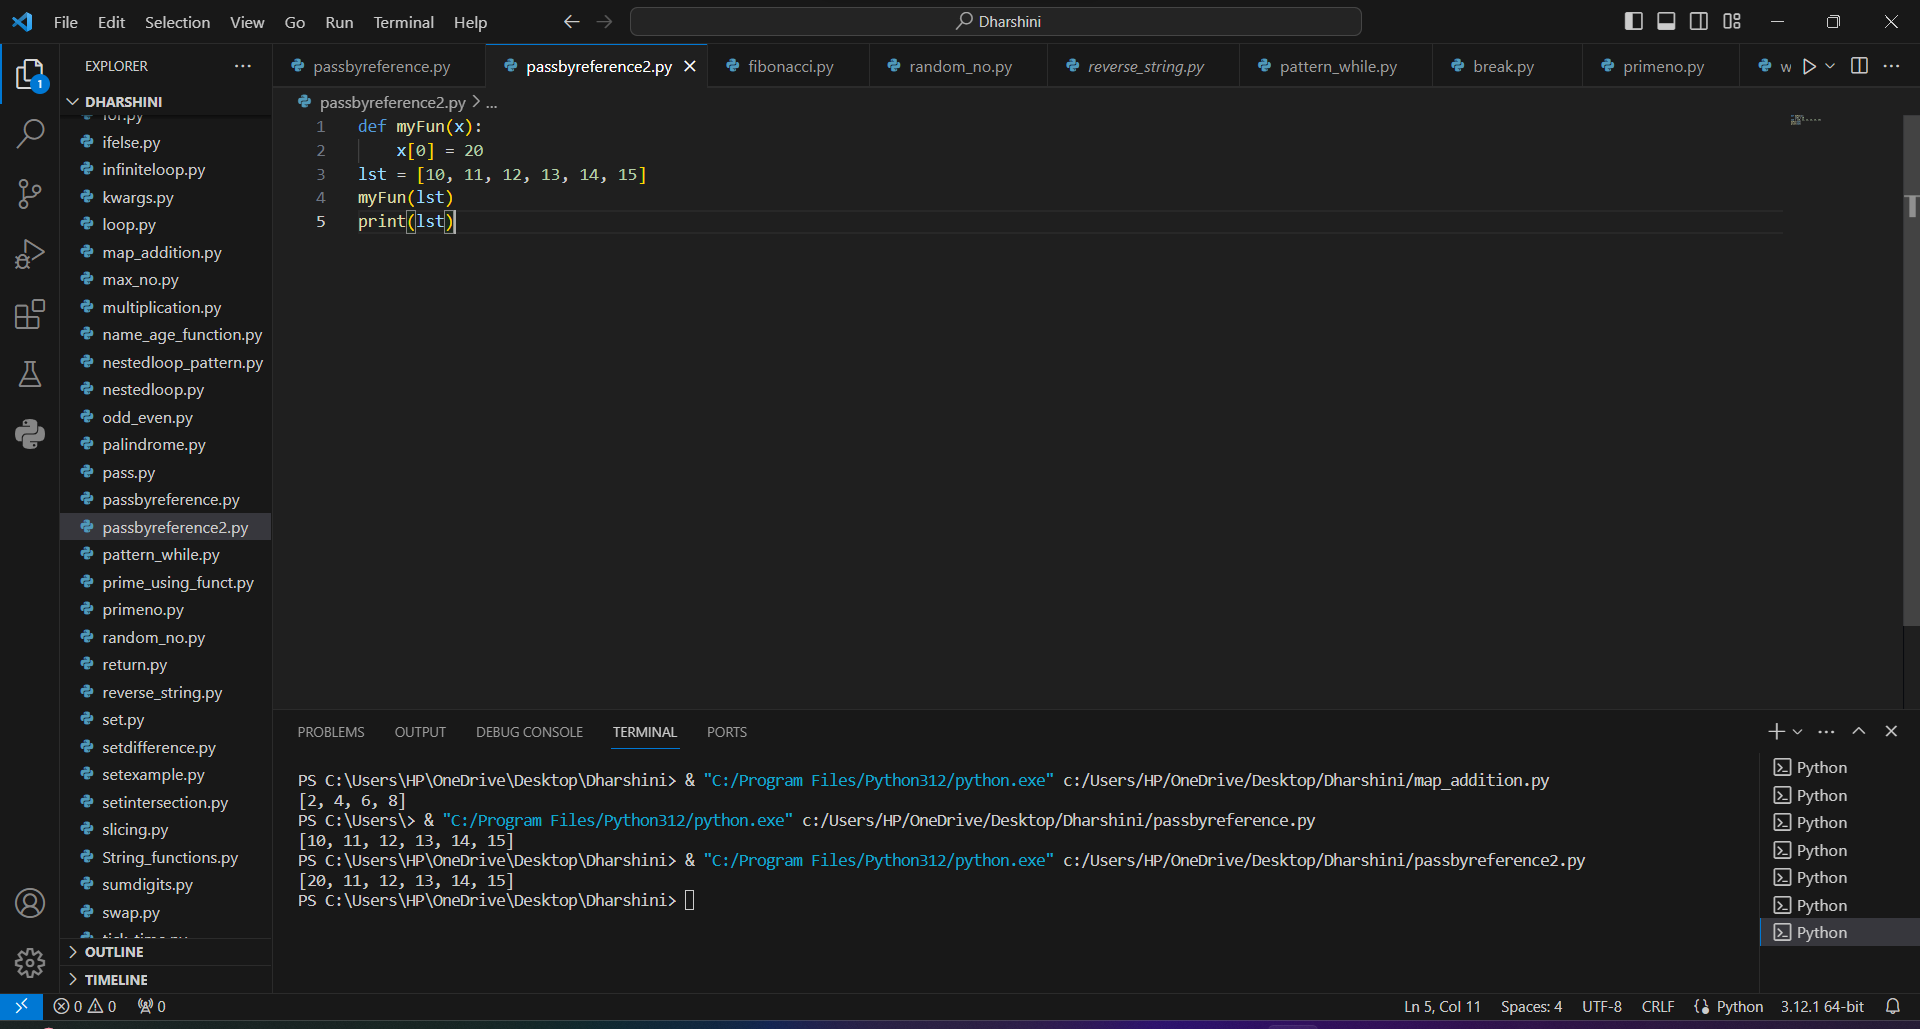 File Edit Selection View Go Run Terminal Help
Dharshini
1
EXPLORER
DHARSHINI
for.py
ifelse.py
infiniteloop.py
kwargs.py
loop.py
map_addition.py
max_no.py
multiplication.py
name_age_function.py
nestedloop_pattern.py
nestedloop.py
odd_even.py
palindrome.py
pass.py
passbyreference.py
passbyreference2.py
pattern_while.py
prime_using_funct.py
primeno.py
random_no.py
return.py
reverse_string.py
set.py
setdifference.py
setexample.py
setintersection.py
slicing.py
String_functions.py
sumdigits.py
swap.py
OUTLINE
TIMELINE
passbyreference.py passbyreference2.py fibonacci.py random_no.py reverse_string.py pattern_while.py break.py primeno.py w
passbyreference2.py > ...
1 def myFun(x):
2 x[0] = 20
3 lst = [10, 11, 12, 13, 14, 15]
4 myFun(lst)
5 print(lst)
PROBLEMS OUTPUT DEBUG CONSOLE TERMINAL PORTS
PS C:\Users\HP\OneDrive\Desktop\Dharshini> & "C:/Program Files/Python312/python.exe" c:/Users/HP/OneDrive/Desktop/Dharshini/map_addition.py
[2, 4, 6, 8]
PS C:\Users\> & "C:/Program Files/Python312/python.exe" c:/Users/HP/OneDrive/Desktop/Dharshini/passbyreference.py
[10, 11, 12, 13, 14, 15]
PS C:\Users\HP\OneDrive\Desktop\Dharshini> & "C:/Program Files/Python312/python.exe" c:/Users/HP/OneDrive/Desktop/Dharshini/passbyreference2.py
[20, 11, 12, 13, 14, 15]
PS C:\Users\HP\OneDrive\Desktop\Dharshini>
Python
Python
Python
Python
Python
Python
Python
0 0 0 Ln 5, Col 11 Spaces: 4 UTF-8 CRLF Python 3.12.1 64-bit